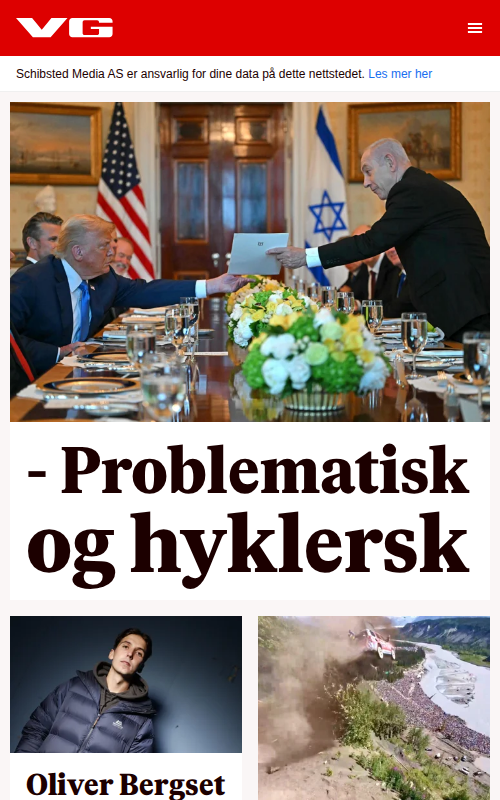 VG
Schibsted Media AS er ansvarlig for dine data på dette nettstedet. Les mer her
- Problematisk
og hyklersk
Oliver Bergset